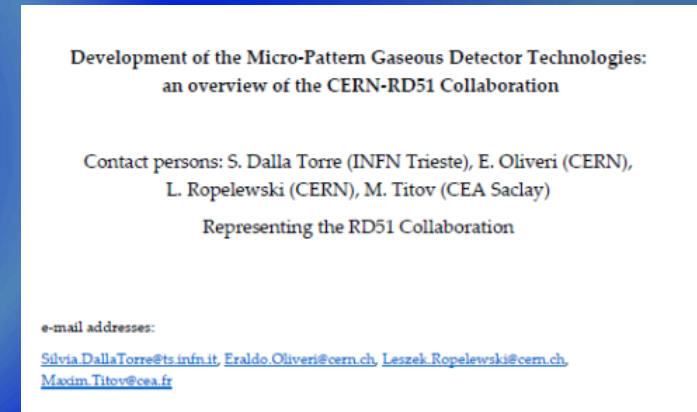 Development of the Micro-Pattern Gaseous Detector Technologies:
an overview of the CERN-RD51 Collaboration
Contact persons: S. Dalla Torre (INFN Trieste), E. Oliveri (CERN),
L. Ropelewski (CERN), M. Titov (CEA Saclay)
Representing the RD51 Collaboration
e-mail addresses:
Silvia.DallaTorre@ts.infn.it, Eraldo.Oliveri@cern.ch, Leszek.Ropelewski@cern.ch,
Maxim.Titov@cea.fr